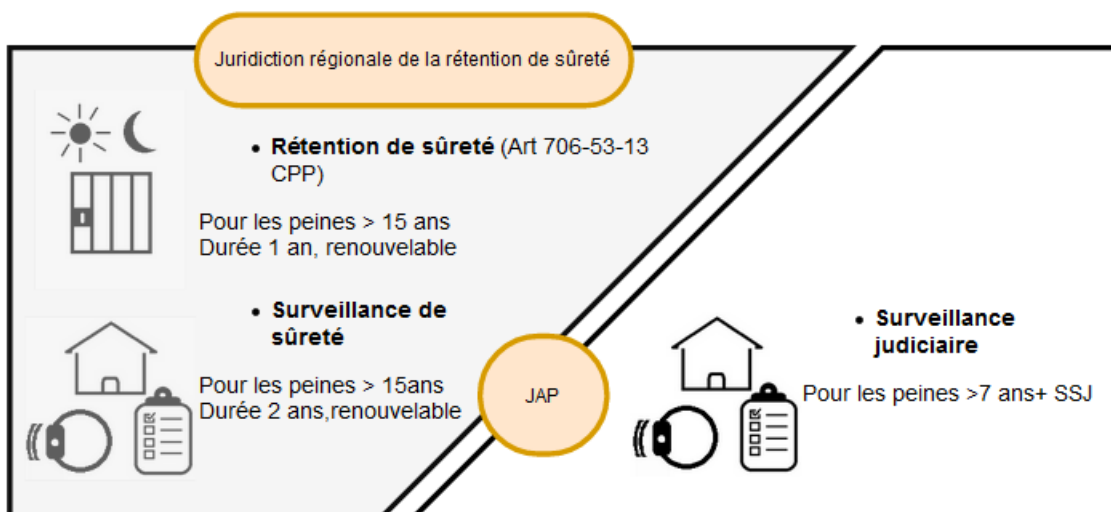 Juridiction régionale de la rétention de sûreté
• Rétention de sûreté (Art 706-53-13
CPP)
Pour les peines > 15 ans
Durée 1 an, renouvelable
• Surveillance de
sûreté
Pour les peines > 15ans
Durée 2 ans,renouvelable
JAP
• Surveillance
judiciaire
Pour les peines >7 ans+ SSJ